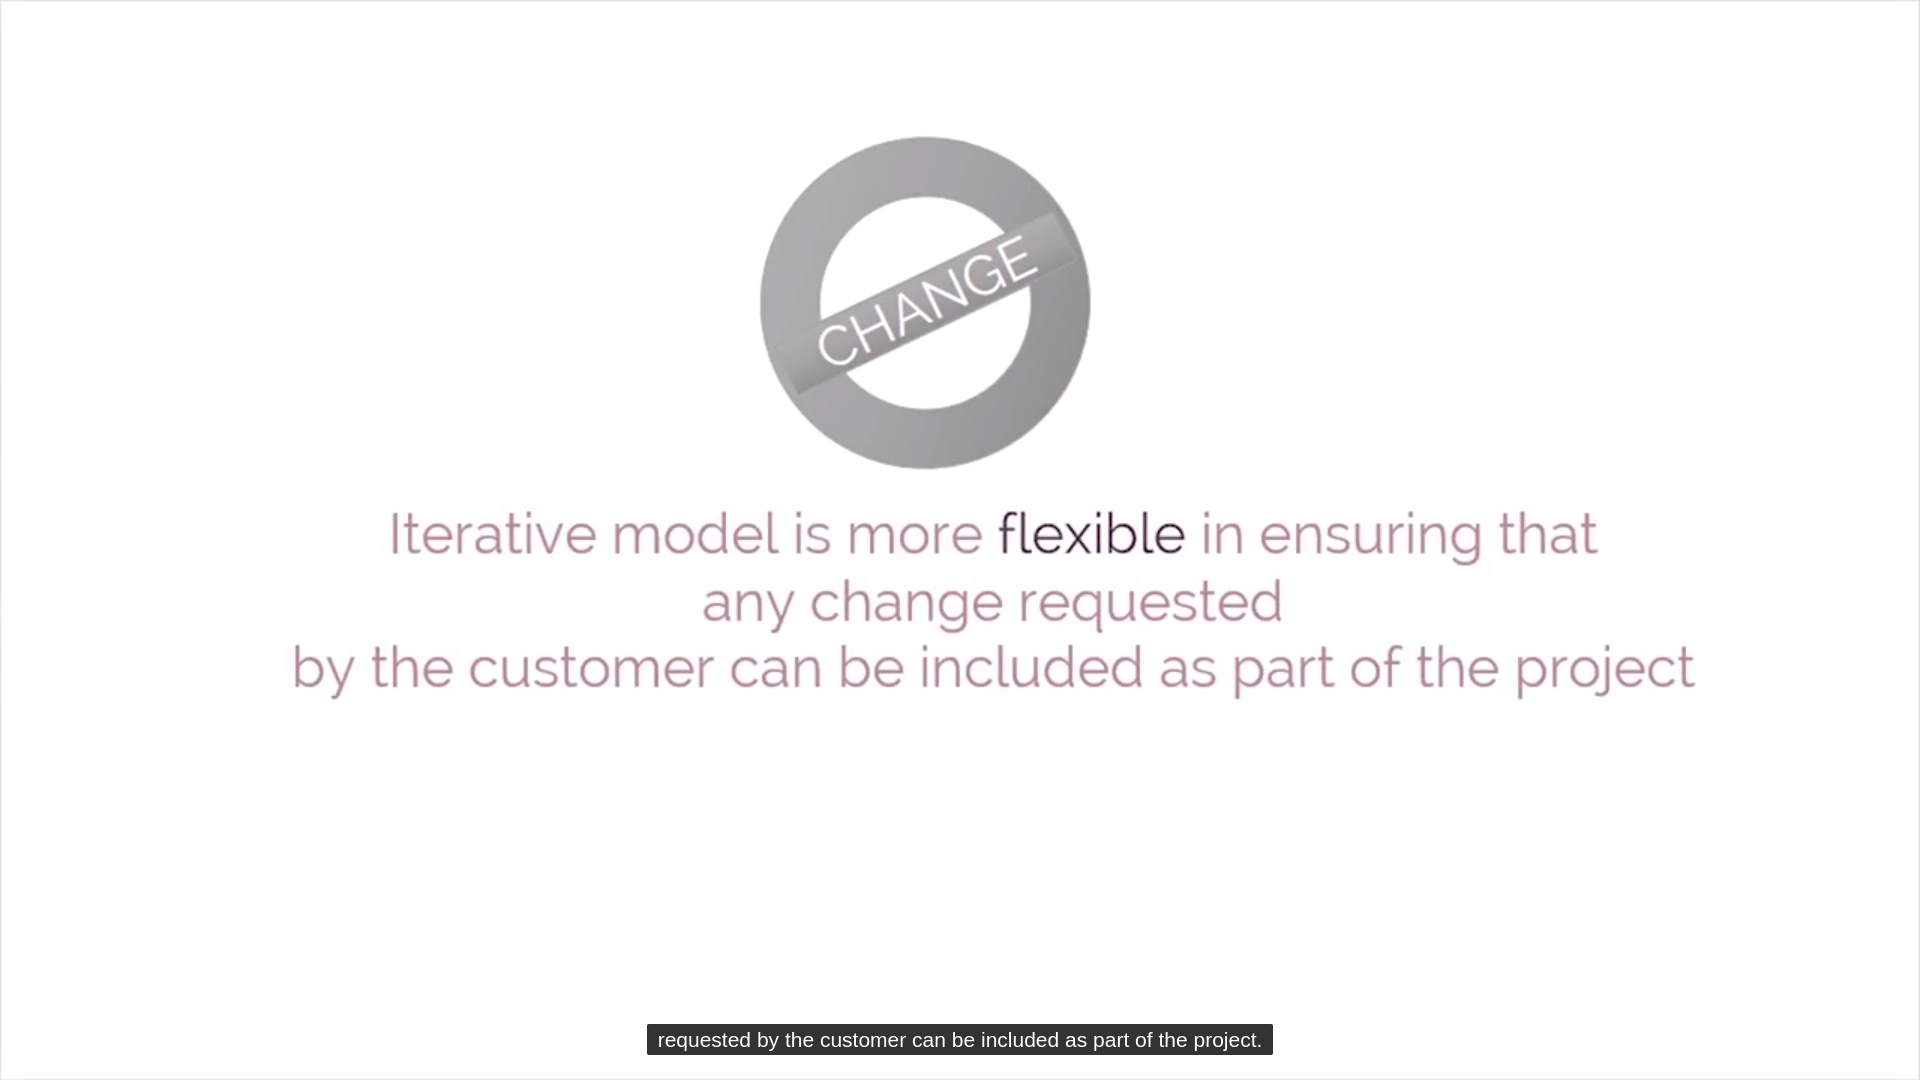 CHANGE
Iterative model is more flexible in ensuring that
any change requested
by the customer can be included as part of the project
requested by the customer can be included as part of the project.